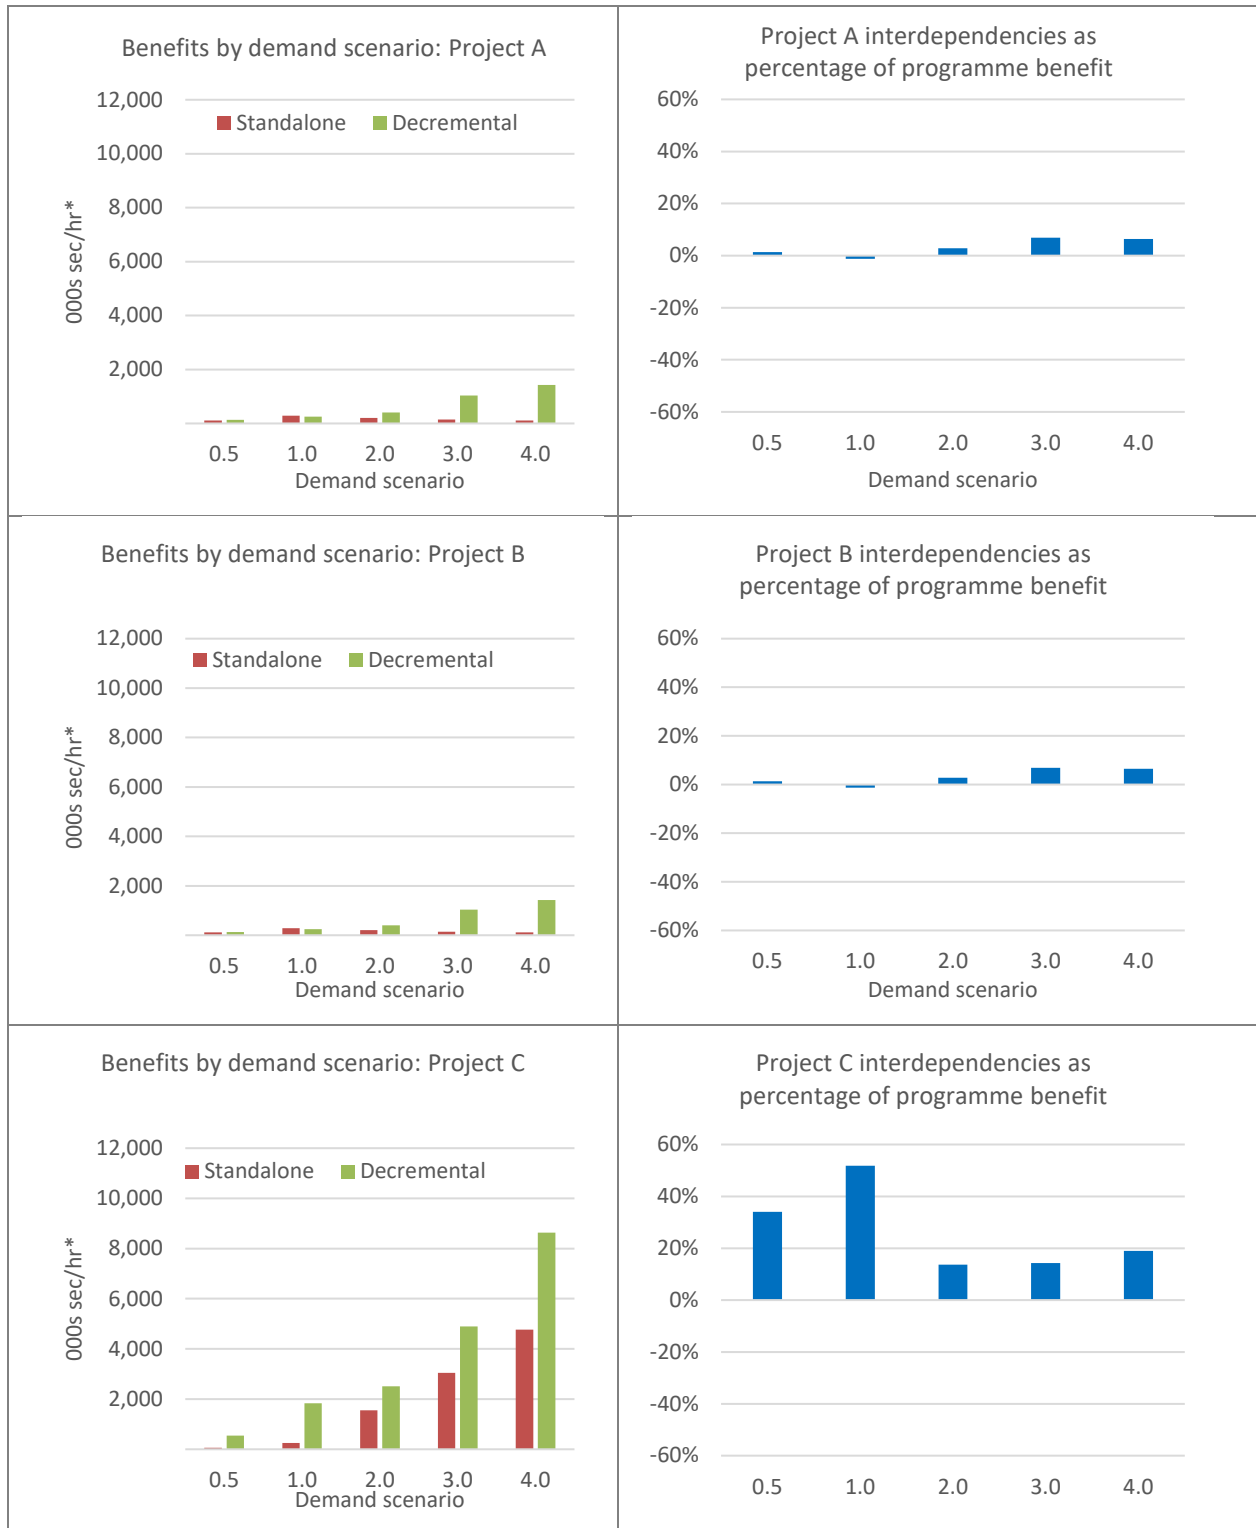 Benefits by demand scenario: Project A
12,000
Standalone Decremental
10,000
8,000
6,000
4,000
2,000
000s sec/hr*
0.5 1.0 2.0 3.0 4.0
Demand scenario
Project A interdependencies as
percentage of programme benefit
60%
40%
20%
0%
-20%
-40%
-60%
0.5 1.0 2.0 3.0 4.0
Demand scenario
Benefits by demand scenario: Project B
12,000
Standalone Decremental
10,000
8,000
6,000
4,000
2,000
000s sec/hr*
0.5 1.0 2.0 3.0 4.0
Demand scenario
Project B interdependencies as
percentage of programme benefit
60%
40%
20%
0%
-20%
-40%
-60%
0.5 1.0 2.0 3.0 4.0
Demand scenario
Benefits by demand scenario: Project C
12,000
Standalone Decremental
10,000
8,000
6,000
4,000
2,000
000s sec/hr*
0.5 1.0 2.0 3.0 4.0
Demand scenario
Project C interdependencies as
percentage of programme benefit
60%
40%
20%
0%
-20%
-40%
-60%
0.5 1.0 2.0 3.0 4.0